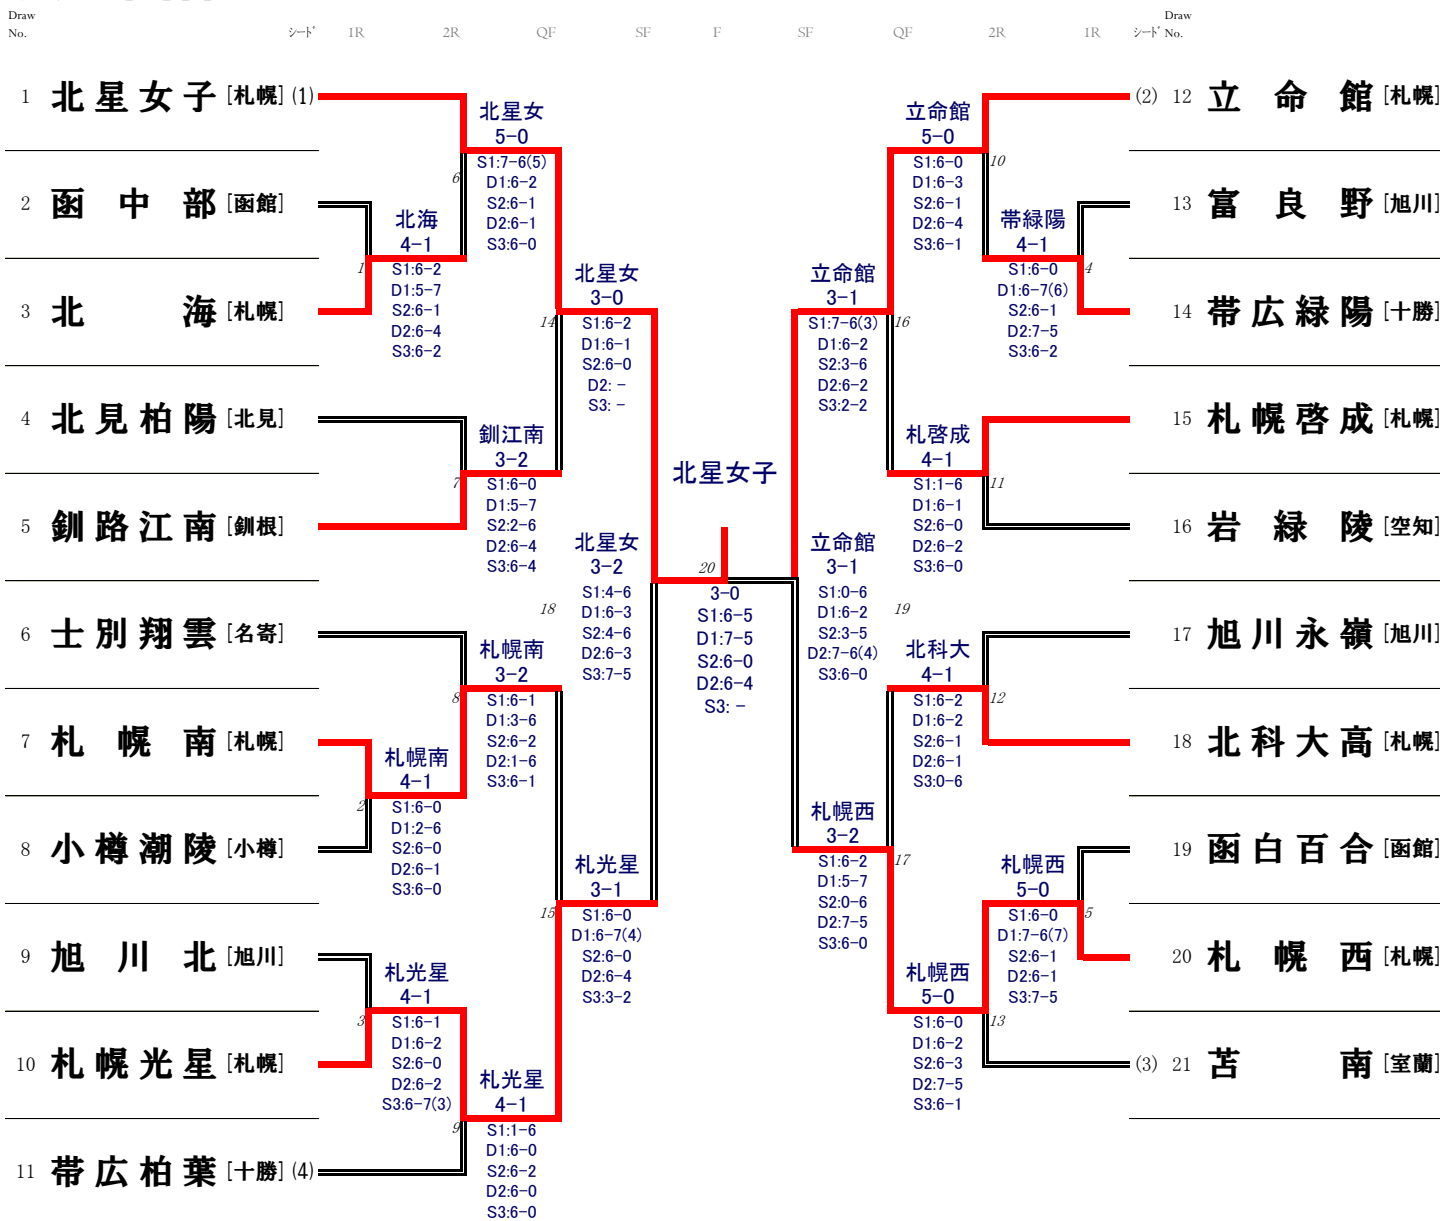 Draw
No. シード 1R 2R QF SF F SF QF 2R 1R シード Draw
No.
1 北星女子 [札幌] (1)
2 函中部 [函館]
3 北海 [札幌]
4 北見柏陽 [北見]
5 釧路江南 [釧根]
6 士別翔雲 [名寄]
7 札幌南 [札幌]
8 小樽潮陵 [小樽]
9 旭川北 [旭川]
10 札幌光星 [札幌]
11 帯広柏葉 [十勝] (4)
1
北海
4-1
S1:6-2
D1:5-7
S2:6-1
D2:6-4
S3:6-2
2
札幌南
4-1
S1:6-0
D1:2-6
S2:6-0
D2:6-1
S3:6-0
3
札光星
4-1
S1:6-1
D1:6-2
S2:6-0
D2:6-2
S3:6-7(3)
6
北星女
5-0
S1:7-6(5)
D1:6-2
S2:6-1
D2:6-1
S3:6-0
7
釧江南
3-2
S1:6-0
D1:5-7
S2:2-6
D2:6-4
S3:6-4
8
札幌南
3-2
S1:6-1
D1:3-6
S2:6-2
D2:1-6
S3:6-1
9
札光星
4-1
S1:1-6
D1:6-0
S2:6-2
D2:6-0
S3:6-0
14
北星女
3-0
S1:6-2
D1:6-1
S2:6-0
D2: -
S3: -
15
札光星
3-1
S1:6-0
D1:6-7(4)
S2:6-0
D2:6-4
S3:3-2
18
北星女
3-2
S1:4-6
D1:6-3
S2:4-6
D2:6-3
S3:7-5
北星女子
20
3-0
S1:6-5
D1:7-5
S2:6-0
D2:6-4
S3: -
19
立命館
3-1
S1:0-6
D1:6-2
S2:3-5
D2:7-6(4)
S3:6-0
16
立命館
3-1
S1:7-6(3)
D1:6-2
S2:3-6
D2:6-2
S3:2-2
17
札幌西
3-2
S1:6-2
D1:5-7
S2:0-6
D2:7-5
S3:6-0
10
立命館
5-0
S1:6-0
D1:6-3
S2:6-1
D2:6-4
S3:6-1
11
札啓成
4-1
S1:1-6
D1:6-1
S2:6-0
D2:6-2
S3:6-0
12
北科大
4-1
S1:6-2
D1:6-2
S2:6-1
D2:6-1
S3:0-6
13
札幌西
5-0
S1:6-0
D1:6-2
S2:6-3
D2:7-5
S3:6-1
4
帯緑陽
4-1
S1:6-0
D1:6-7(6)
S2:6-1
D2:7-5
S3:6-2
5
札幌西
5-0
S1:6-0
D1:7-6(7)
S2:6-1
D2:6-1
S3:7-5
(2) 12 立命館 [札幌]
13 富良野 [旭川]
14 帯広緑陽 [十勝]
15 札幌啓成 [札幌]
16 岩緑陵 [空知]
17 旭川永嶺 [旭川]
18 北科大高 [札幌]
19 函白百合 [函館]
20 札幌西 [札幌]
(3) 21 苫南 [室蘭]